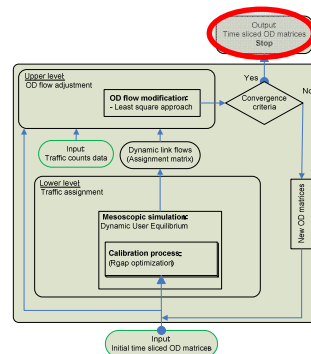 Output
Time sliced OD matrices
Stop
Upper level:
OD flow adjustment
Yes
OD flow modification:
- Least square approach
Convergence
criteria
No
Input
Traffic counts data
Dynamic link flows
(Assignment matrix)
New OD matrices
Lower level:
Traffic assignment
Mesoscopic simulation:
Dynamic User Equilibrium
Calibration process:
(Rgap optimization)
Input
Initial time sliced OD matrices